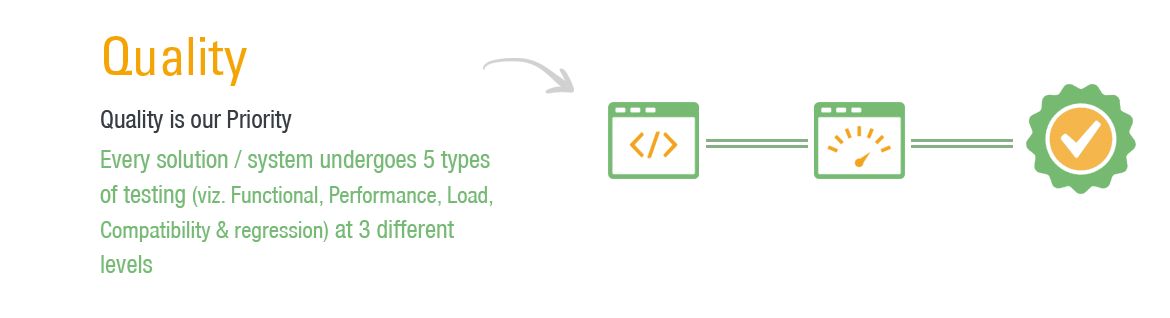 Quality
Quality is our Priority
Every solution / system undergoes 5 types
of testing (viz. Functional, Performance, Load,
Compatibility & regression) at 3 different
levels